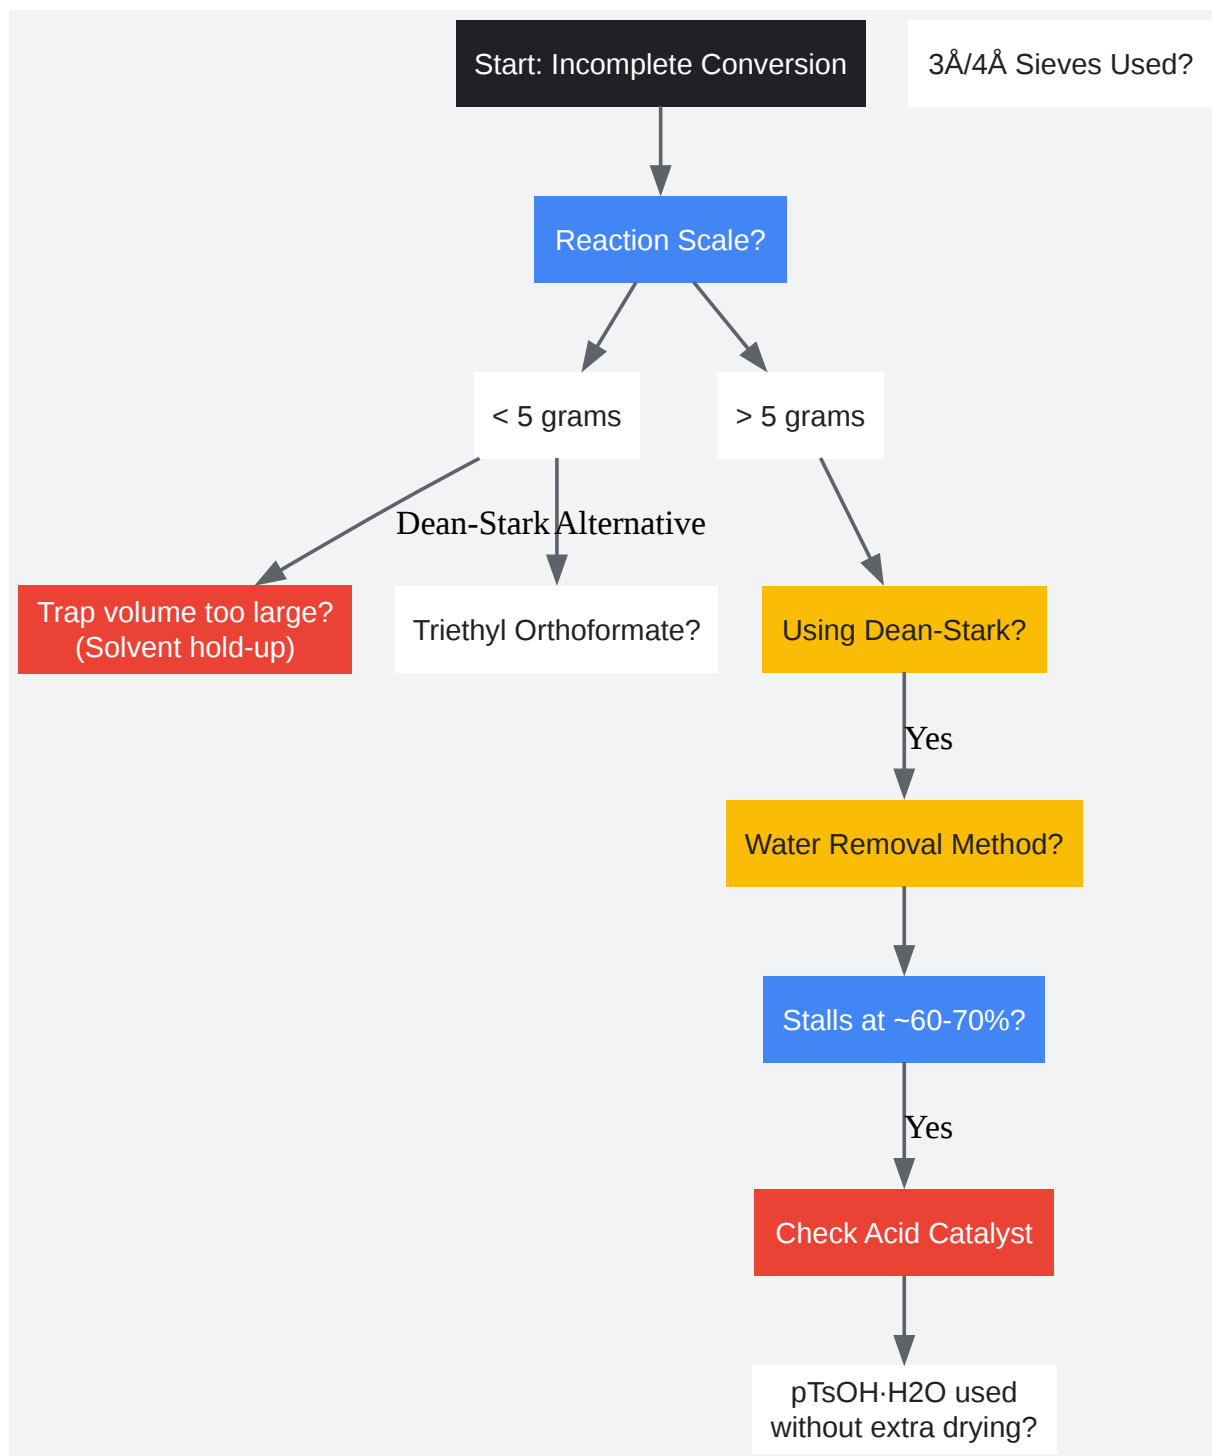 Start: Incomplete Conversion
3Å/4Å Sieves Used?
Reaction Scale?
< 5 grams
> 5 grams
Dean-Stark
Alternative
Trap volume too large?
(Solvent hold-up)
Triethyl Orthoformate?
Using Dean-Stark?
Yes
Water Removal Method?
Stalls at ~60-70%?
Yes
Check Acid Catalyst
pTsOH·H2O used
without extra drying?